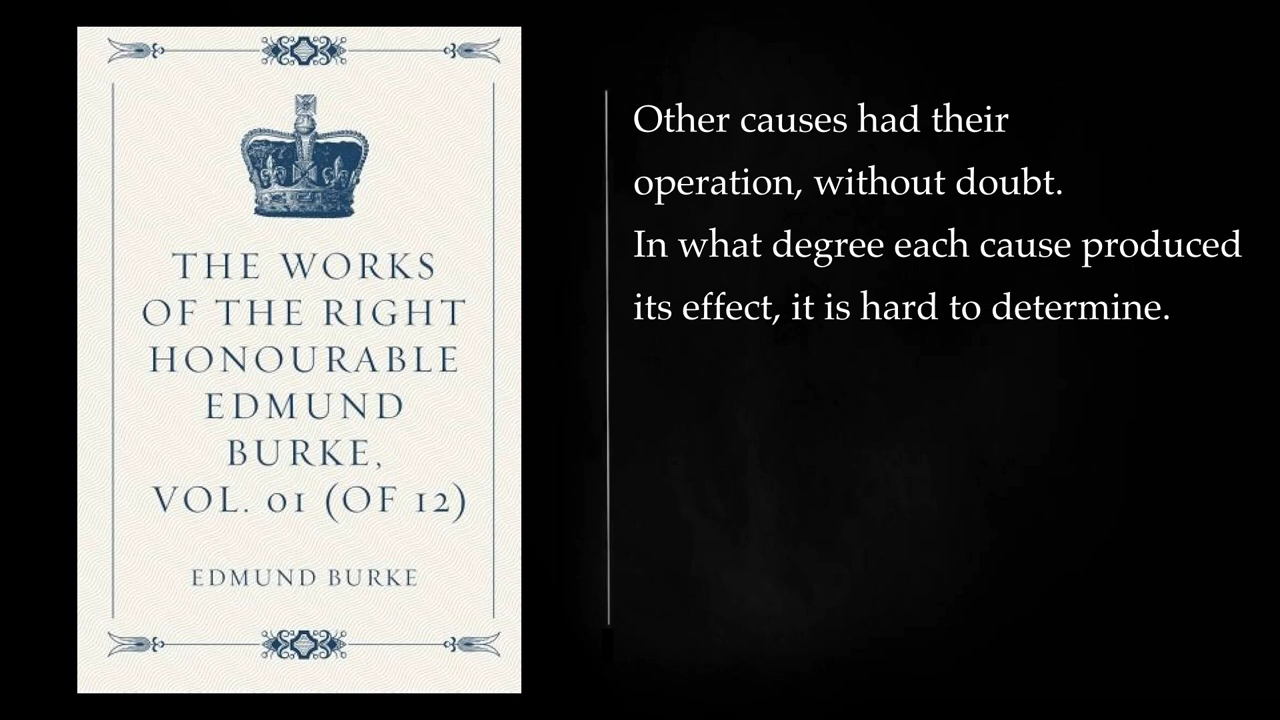 THE WORKS
OF THE RIGHT
HONOURABLE
EDMUND
BURKE,
VOL. 01 (OF 12)
EDMUND BURKE
Other causes had their
operation, without doubt.
In what degree each cause produced
its effect, it is hard to determine.